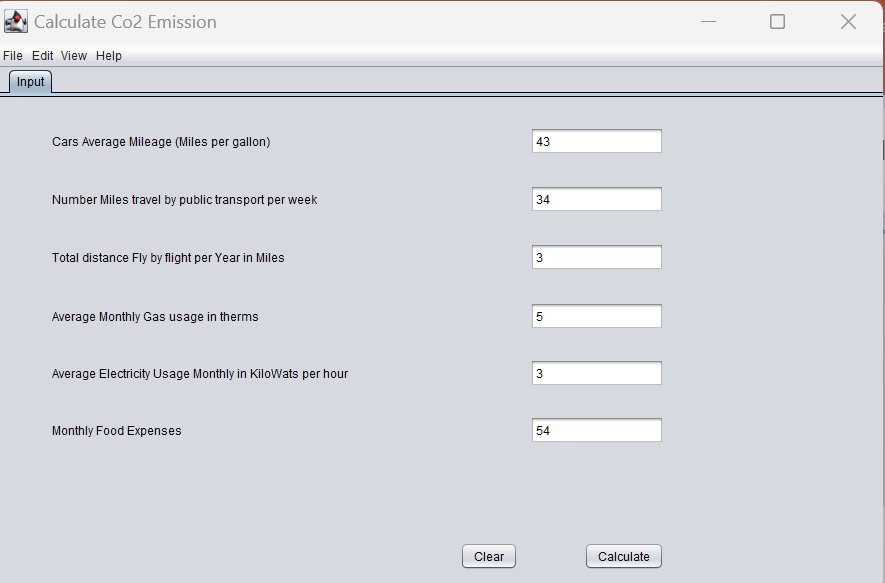 Calculate Co2 Emission
File Edit View Help
Input
Cars Average Mileage (Miles per gallon) 43
Number Miles travel by public transport per week 34
Total distance Fly by flight per Year in Miles 3
Average Monthly Gas usage in therms 5
Average Electricity Usage Monthly in KiloWats per hour 3
Monthly Food Expenses 54
Clear Calculate